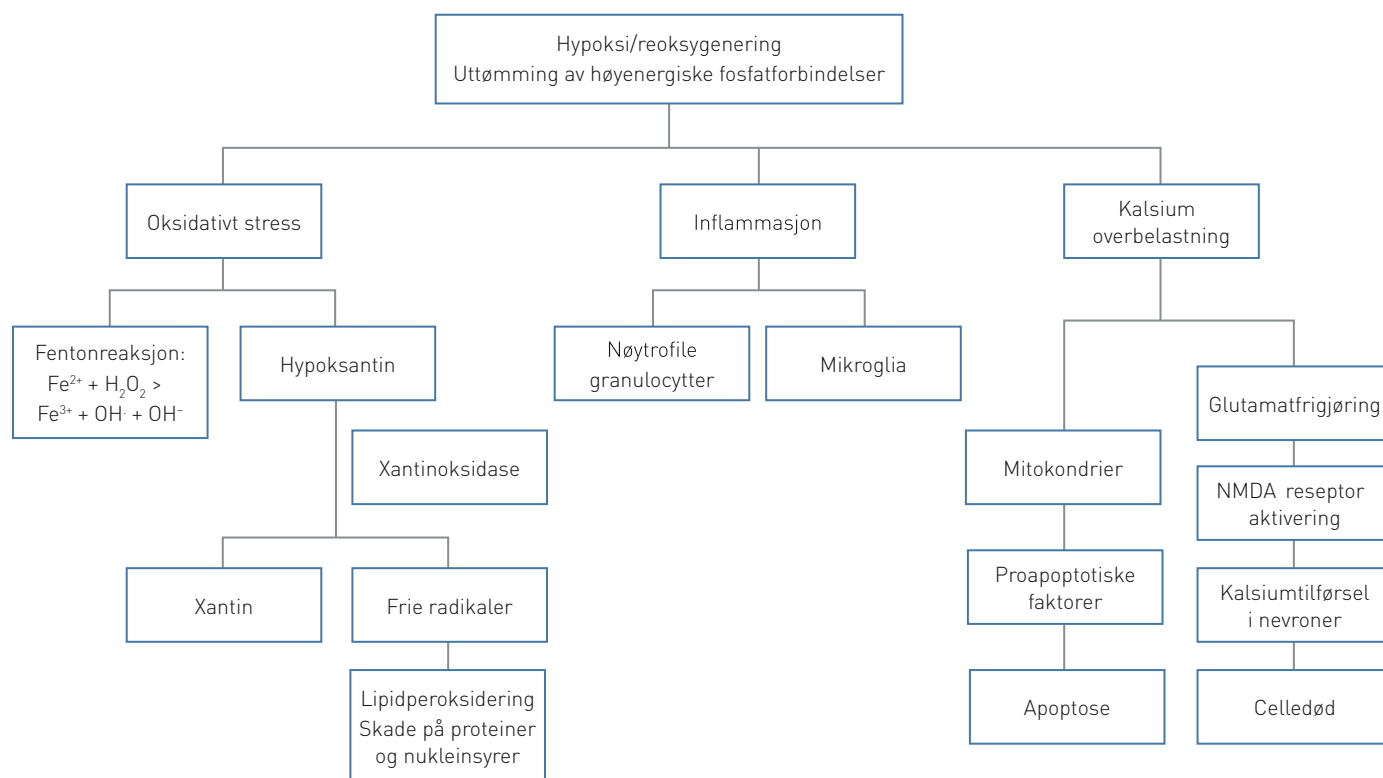 Hypoksi/reoksygenering
Uttømming av høyenergiske fosfatforbindelser
Oksidativt stress
Inflammasjon
Kalsium
overbelastning
Fentonreaksjon:
Fe²⁺ + H₂O₂ >
Fe³⁺ + OH· + OH⁻
Hypoksantin
Nøytrofile
granulocytter
Mikroglia
Glutamatfrigjøring
Xantinoksidase
Mitokondrier
NMDA reseptor
aktivering
Xantin
Frie radikaler
Proapoptotiske
faktorer
Kalsiumtilførsel
i nevroner
Lipidperoksidering
Skade på proteiner
og nukleinsyrer
Apoptose
Celledød